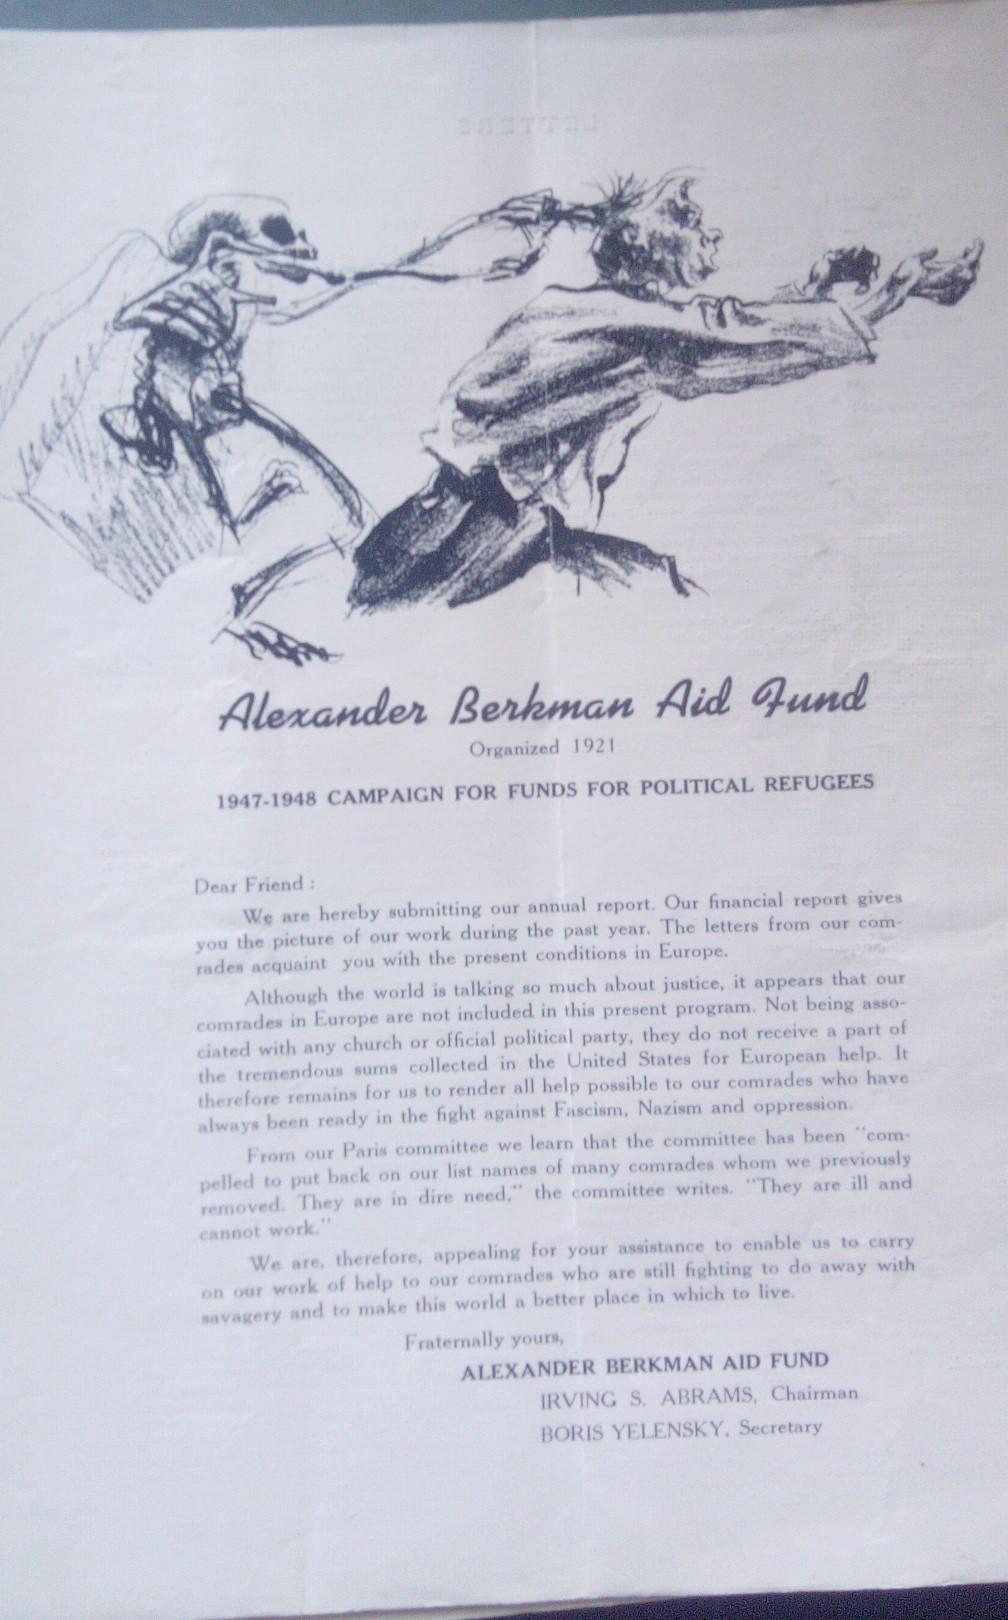 LETTERS
Alexander Berkman Aid Fund
Organized 1921
1947-1948 CAMPAIGN FOR FUNDS FOR POLITICAL REFUGEES
Dear Friend :
We are hereby submitting our annual report. Our financial report gives
you the picture of our work during the past year. The letters from our com-
rades acquaint you with the present conditions in Europe.
Although the world is talking so much about justice, it appears that our
comrades in Europe are not included in this present program. Not being asso-
ciated with any church or official political party, they do not receive a part of
the tremendous sums collected in the United States for European help. It
therefore remains for us to render all help possible to our comrades who have
always been ready in the fight against Fascism, Nazism and oppression.
From our Paris committee we learn that the committee has been "com-
pelled to put back on our list names of many comrades whom we previously
removed. They are in dire need," the committee writes. "They are ill and
cannot work."
We are, therefore, appealing for your assistance to enable us to carry
on our work of help to our comrades who are still fighting to do away with
savagery and to make this world a better place in which to live.
Fraternally yours,
ALEXANDER BERKMAN AID FUND
IRVING S. ABRAMS, Chairman
BORIS YELENSKY, Secretary